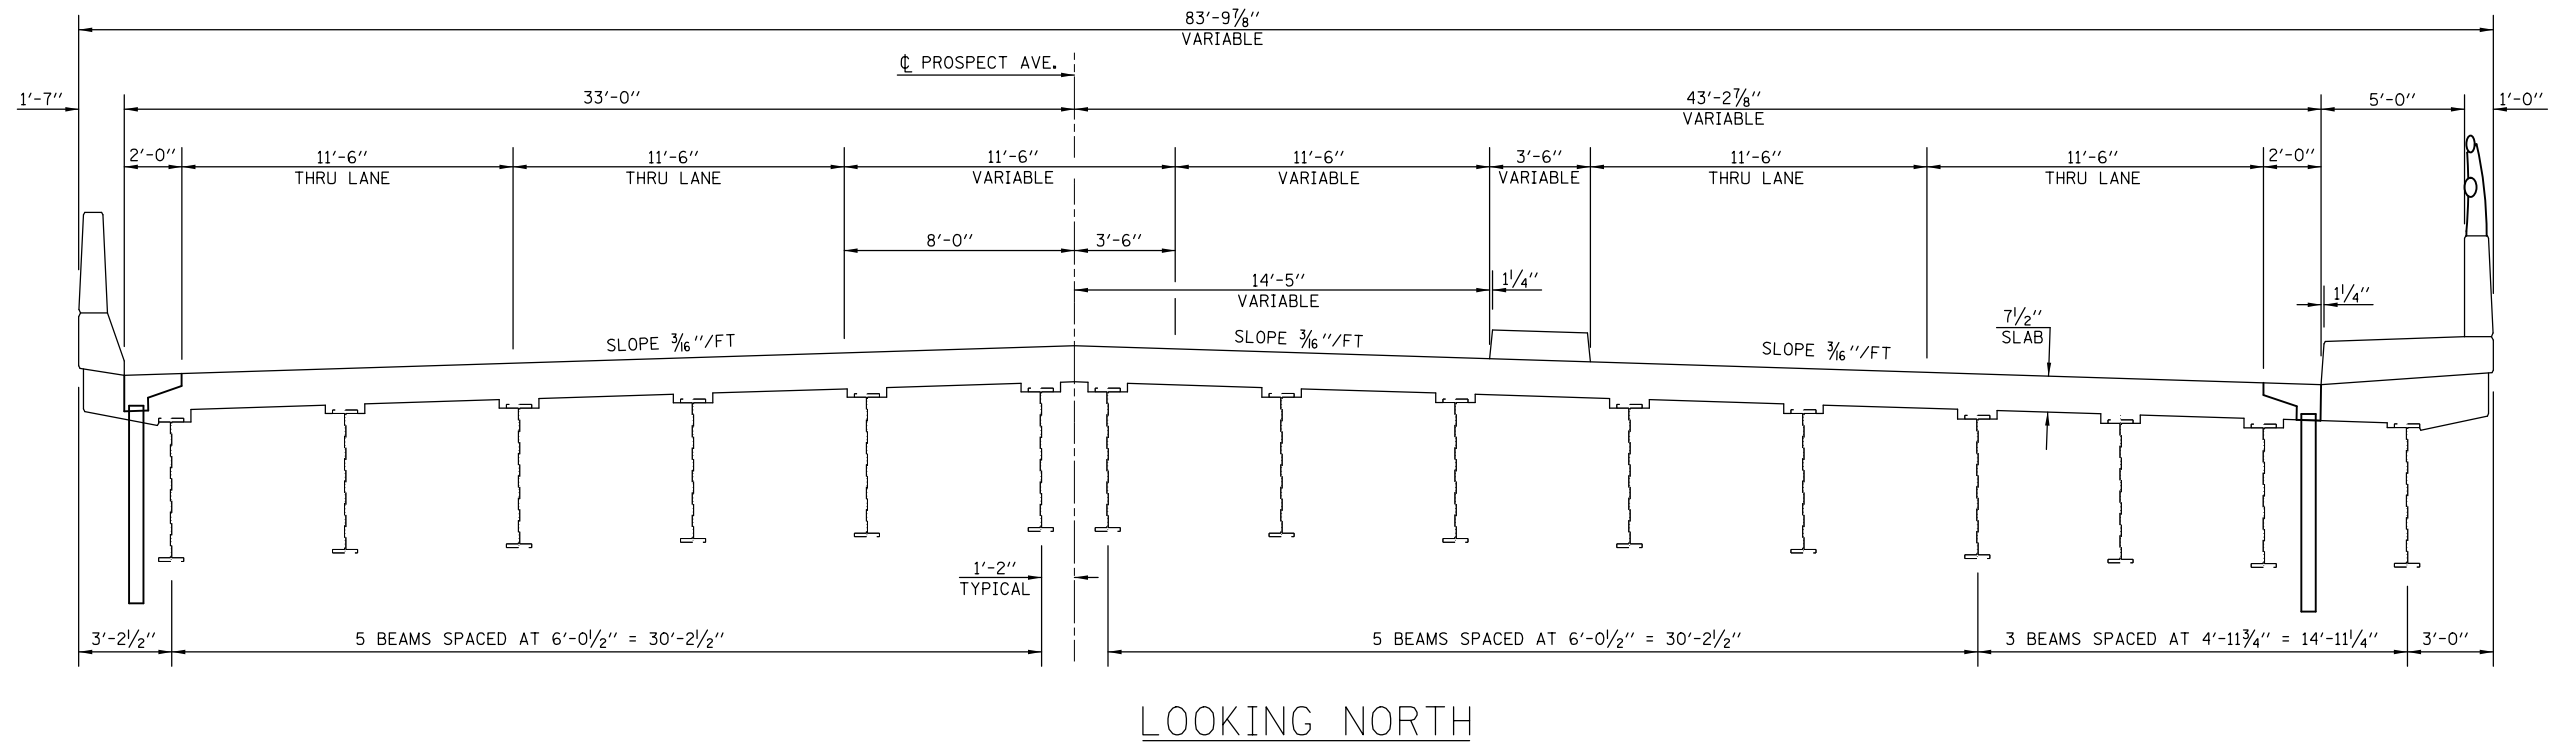 83'-9⅞"
VARIABLE
℄ PROSPECT AVE.
1'-7"
33'-0"
43'-2⅞"
VARIABLE
5'-0"
1'-0"
2'-0"
11'-6"
THRU LANE
11'-6"
THRU LANE
11'-6"
VARIABLE
11'-6"
VARIABLE
3'-6"
VARIABLE
11'-6"
THRU LANE
11'-6"
THRU LANE
2'-0"
8'-0"
3'-6"
14'-5"
VARIABLE
1¼"
1¼"
SLOPE 3/16"/FT
SLOPE 3/16"/FT
SLOPE 3/16"/FT
7½"
SLAB
1'-2"
TYPICAL
3'-2½"
5 BEAMS SPACED AT 6'-0½" = 30'-2½"
5 BEAMS SPACED AT 6'-0½" = 30'-2½"
3 BEAMS SPACED AT 4'-11¾" = 14'-11¼"
3'-0"
LOOKING NORTH